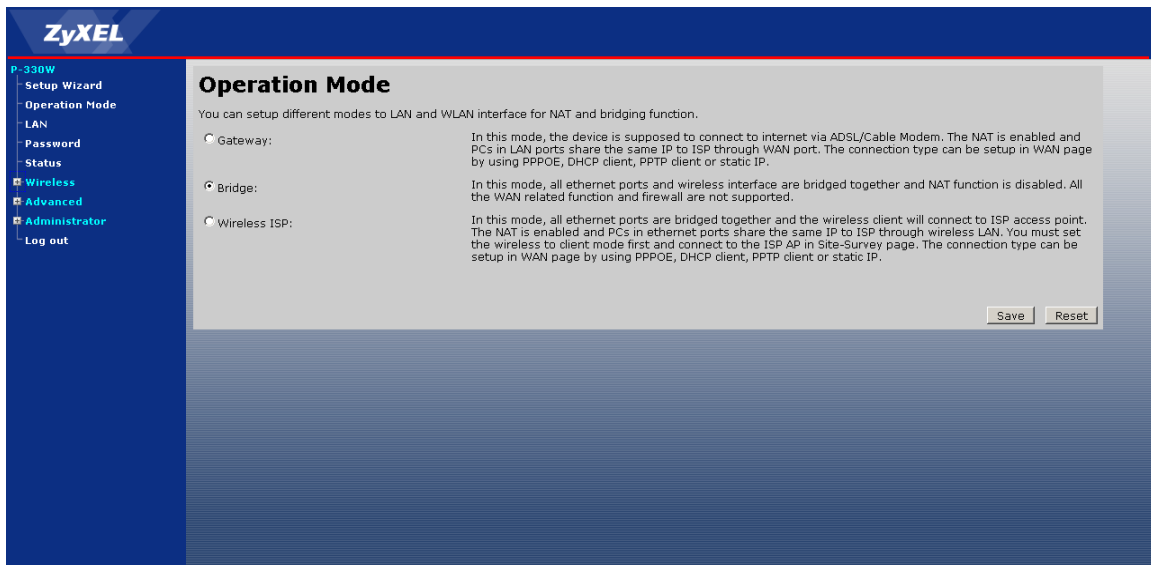 ZyXEL
P-330W
Setup Wizard
Operation Mode
LAN
Password
Status
Wireless
Advanced
Administrator
Log out
Operation Mode
You can setup different modes to LAN and WLAN interface for NAT and bridging function.
Gateway:
In this mode, the device is supposed to connect to internet via ADSL/Cable Modem. The NAT is enabled and
PCs in LAN ports share the same IP to ISP through WAN port. The connection type can be setup in WAN page
by using PPPOE, DHCP client, PPTP client or static IP.
Bridge:
In this mode, all ethernet ports and wireless interface are bridged together and NAT function is disabled. All
the WAN related function and firewall are not supported.
Wireless ISP:
In this mode, all ethernet ports are bridged together and the wireless client will connect to ISP access point.
The NAT is enabled and PCs in ethernet ports share the same IP to ISP through wireless LAN. You must set
the wireless to client mode first and connect to the ISP AP in Site-Survey page. The connection type can be
setup in WAN page by using PPPOE, DHCP client, PPTP client or static IP.
Save
Reset